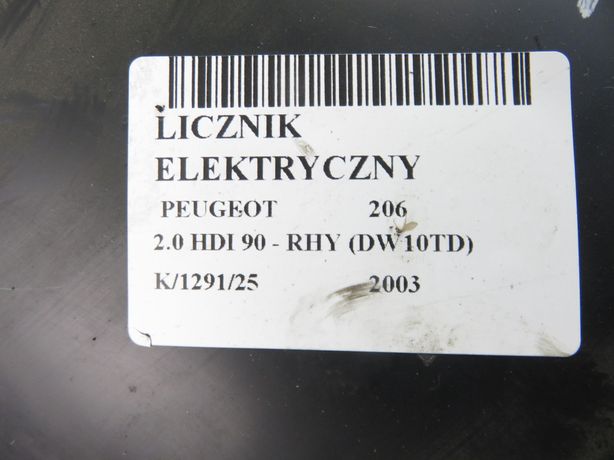 LICZNIK
ELEKTRYCZNY
PEUGEOT 206
2.0 HDI 90 - RHY (DW10TD)
K/1291/25 2003